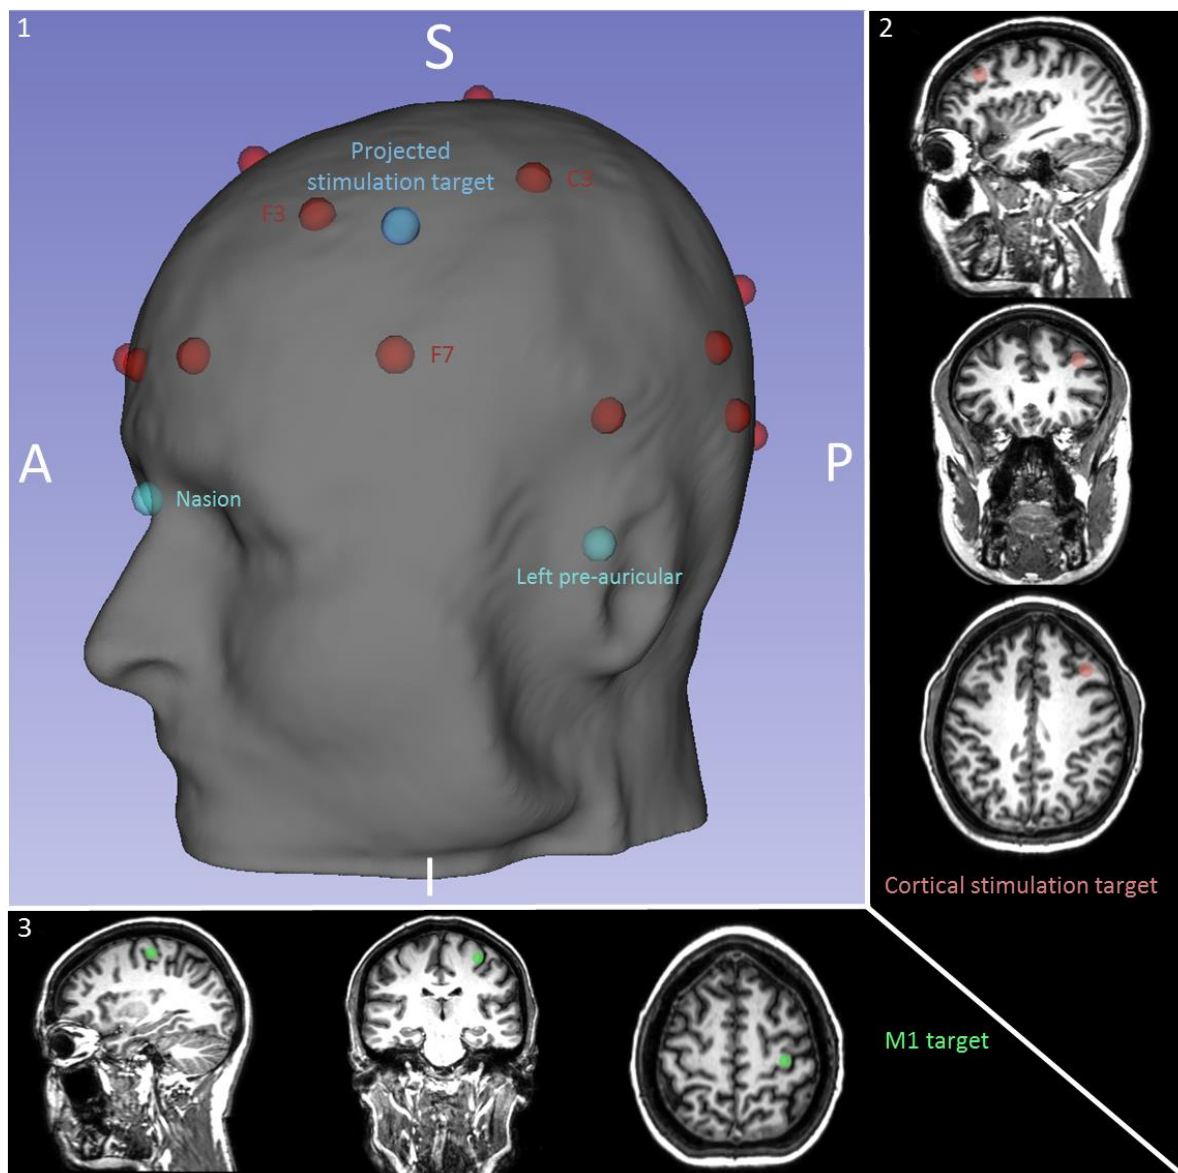 1
S
Projected
stimulation target
C3
F3
F7
A
P
Nasion
Left pre-auricular
I
2
Cortical stimulation target
3
M1 target